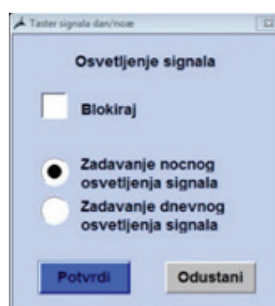 Taster signala dan/noæ
Osvetljenje signala
Blokiraj
Zadavanje nocnog
osvetljenja signala
Zadavanje dnevnog
osvetljenja signala
Potvrdi
Odustani